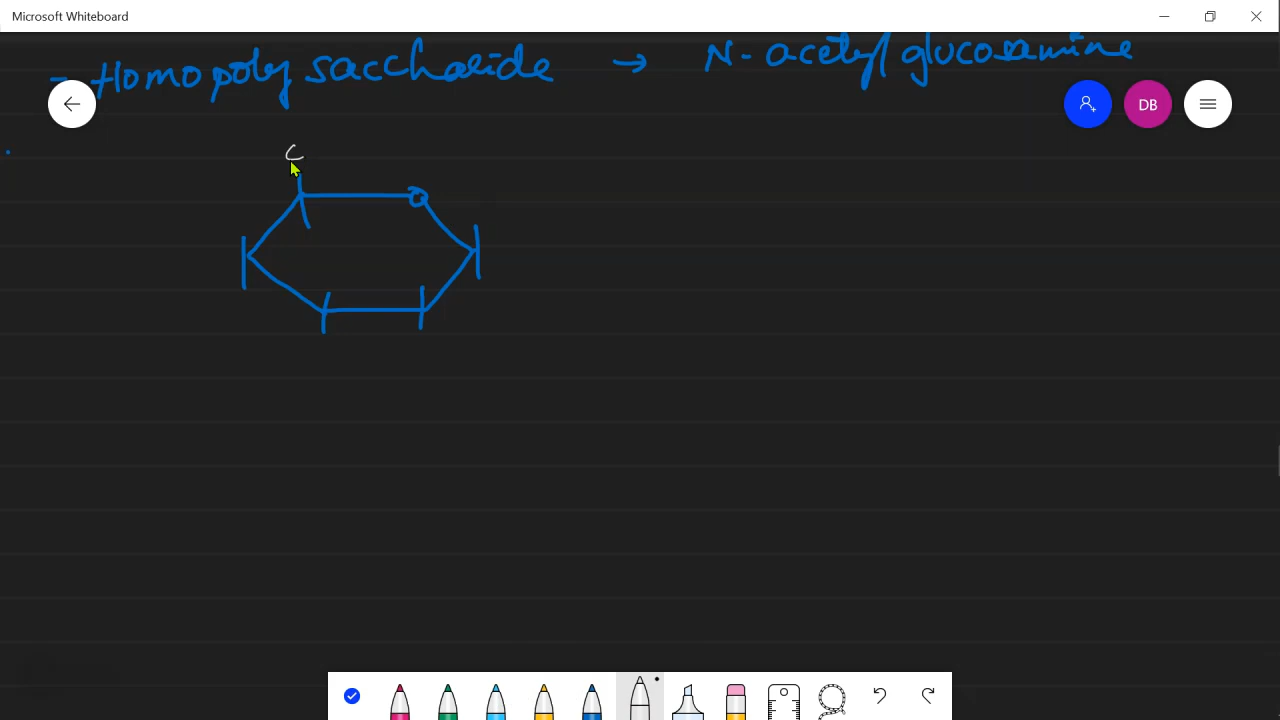 Microsoft Whiteboard
- Homopolysaccharide → N-acetyl glucosamine
DB
C
O